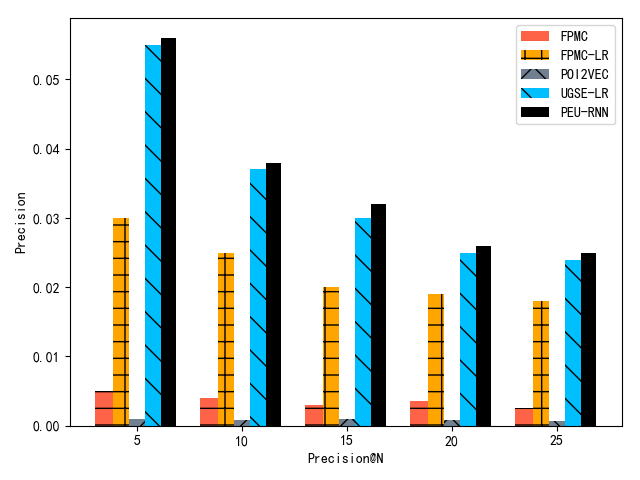 FPMC
FPMC-LR
POI2VEC
UGSE-LR
PEU-RNN
Precision
0.05
0.04
0.03
0.02
0.01
0.00
5
10
15
20
25
Precision@N